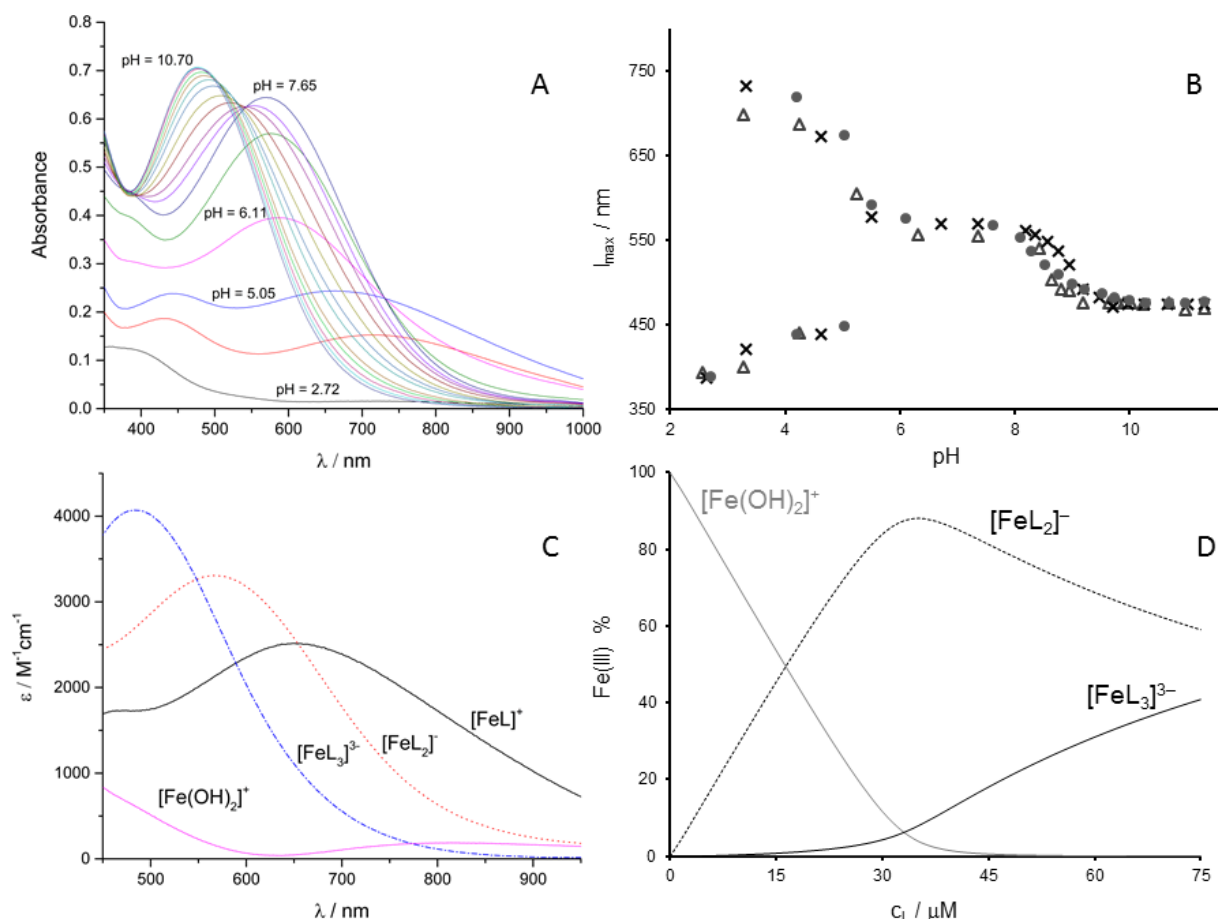 A
0.8
0.7
0.6
0.5
0.4
0.3
0.2
0.1
0.0
Absorbance
pH = 10.70
pH = 7.65
pH = 6.11
pH = 5.05
pH = 2.72
400 500 600 700 800 900 1000
λ / nm
B
750
650
550
450
350
lmax / nm
2 4 6 8 10
pH
C
4000
3000
2000
1000
0
ε / M-1cm-1
[FeL]+
[FeL3]3-
[FeL2]-
[Fe(OH)2]+
500 600 700 800 900
λ / nm
D
100
80
60
40
20
0
Fe(III) %
[Fe(OH)2]+
[FeL2]–
[FeL3]3–
0 15 30 45 60 75
cL / μM